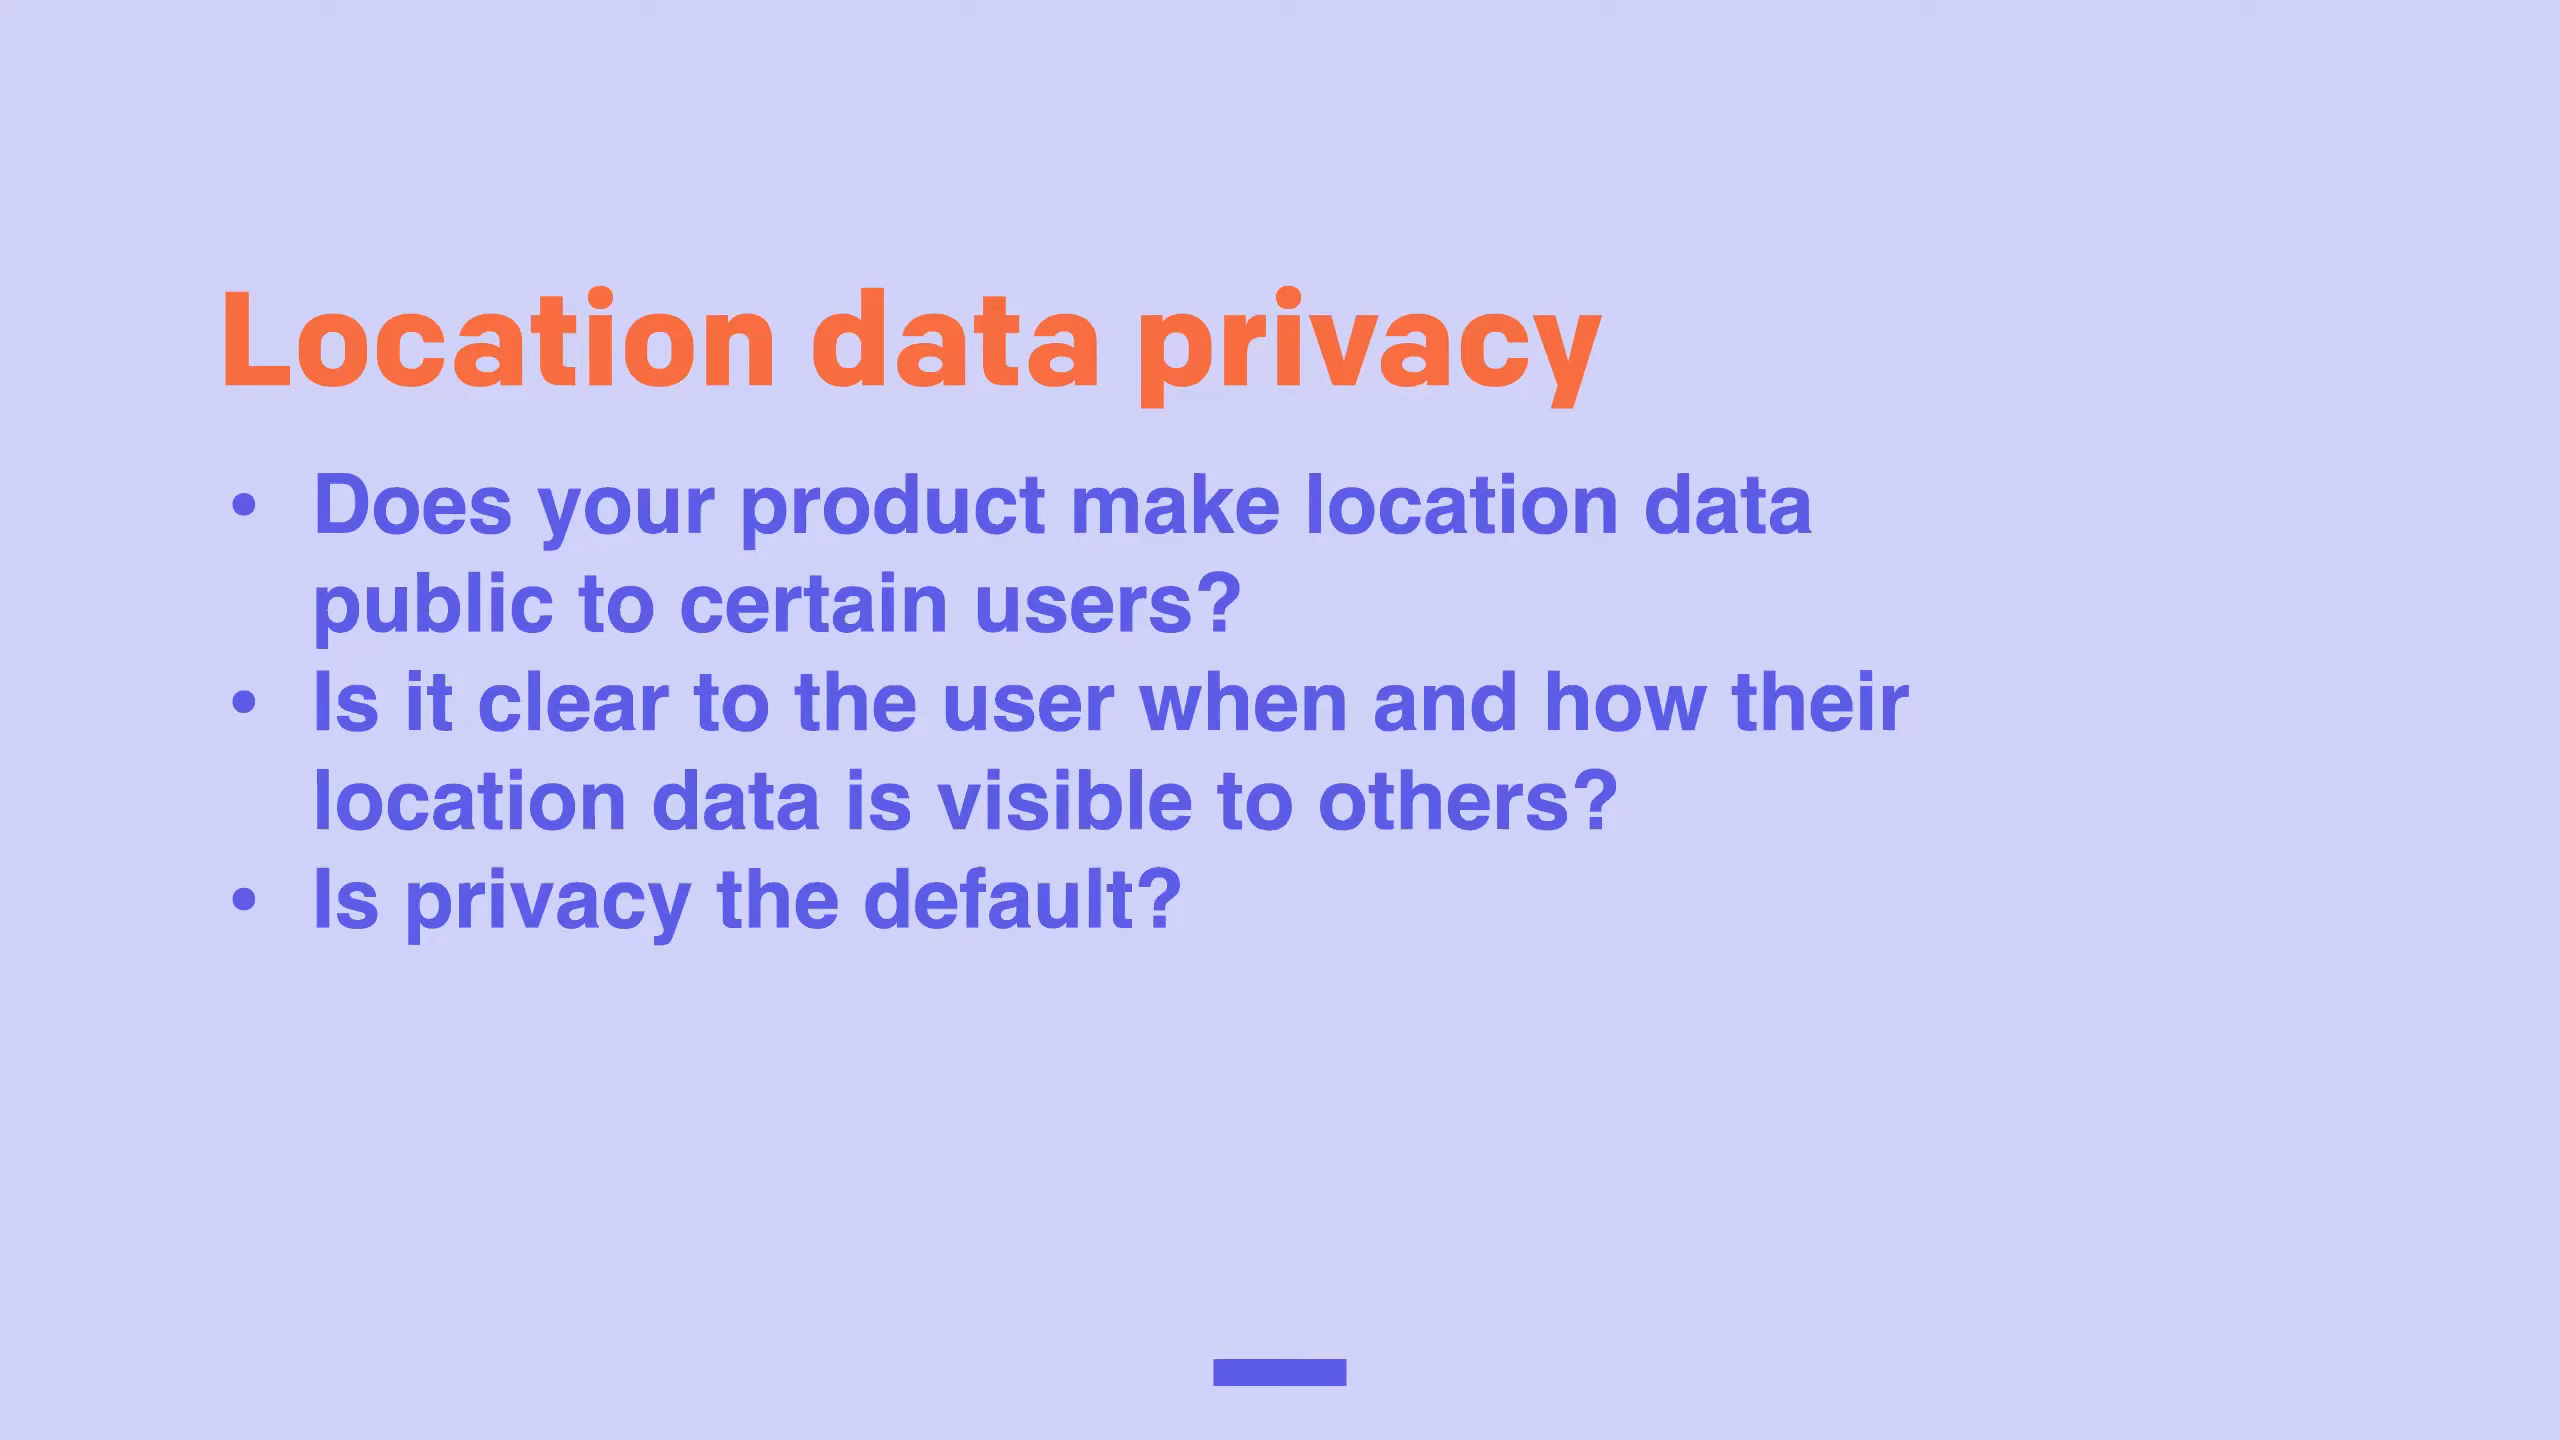 Location data privacy
• Does your product make location data
public to certain users?
• Is it clear to the user when and how their
location data is visible to others?
• Is privacy the default?